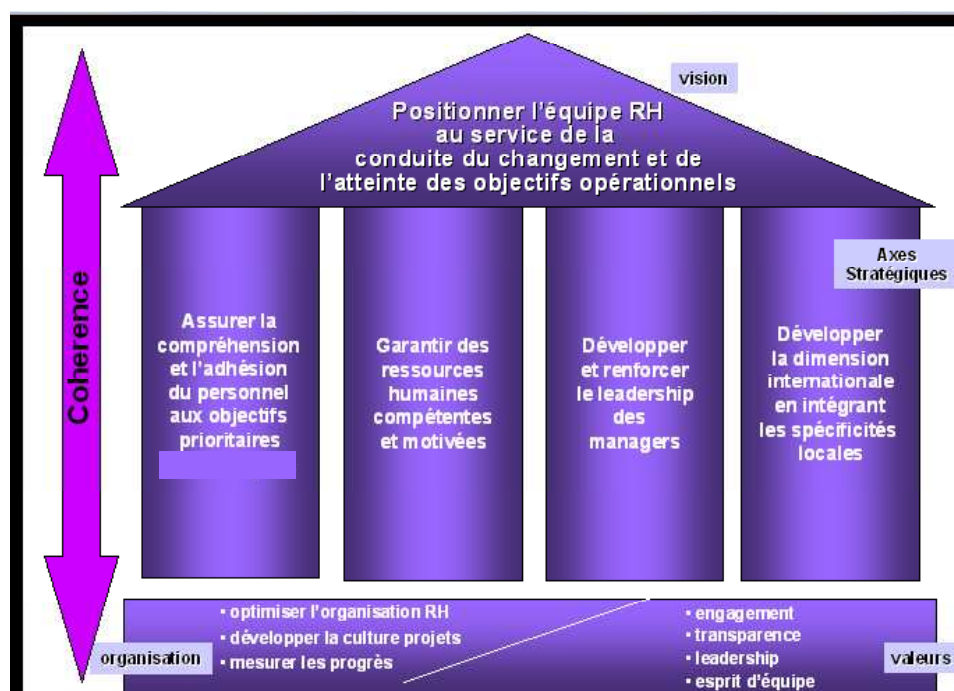 vision
Positionner l'équipe RH
au service de la
conduite du changement et de
l'atteinte des objectifs opérationnels
Axes
Stratégiques
Coherence
Assurer la
compréhension
et l'adhésion
du personnel
aux objectifs
prioritaires
Garantir des
ressources
humaines
compétentes
et motivées
Développer
et renforcer
le leadership
des
managers
Développer
la dimension
internationale
en intégrant
les spécificités
locales
organisation
• optimiser l'organisation RH
• développer la culture projets
• mesurer les progrès
• engagement
• transparence
• leadership
• esprit d'équipe
valeurs